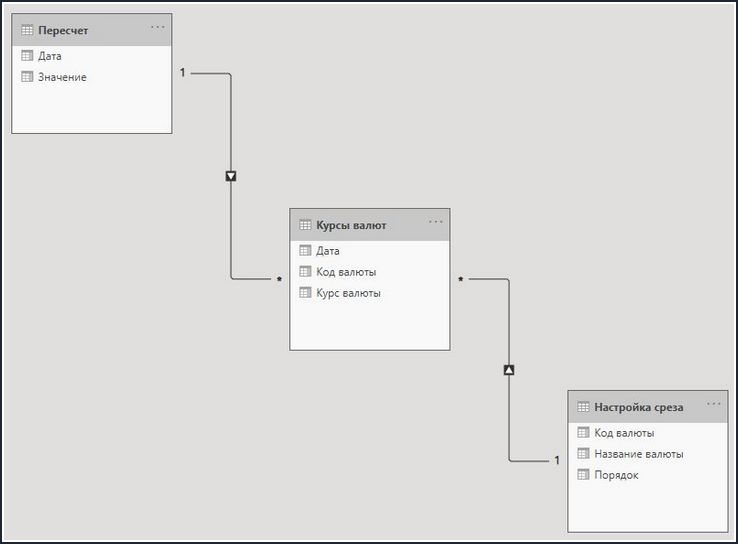 Пересчет
Дата
Значение
1
*
Курсы валют
Дата
Код валюты
Курс валюты
*
1
Настройка среза
Код валюты
Название валюты
Порядок